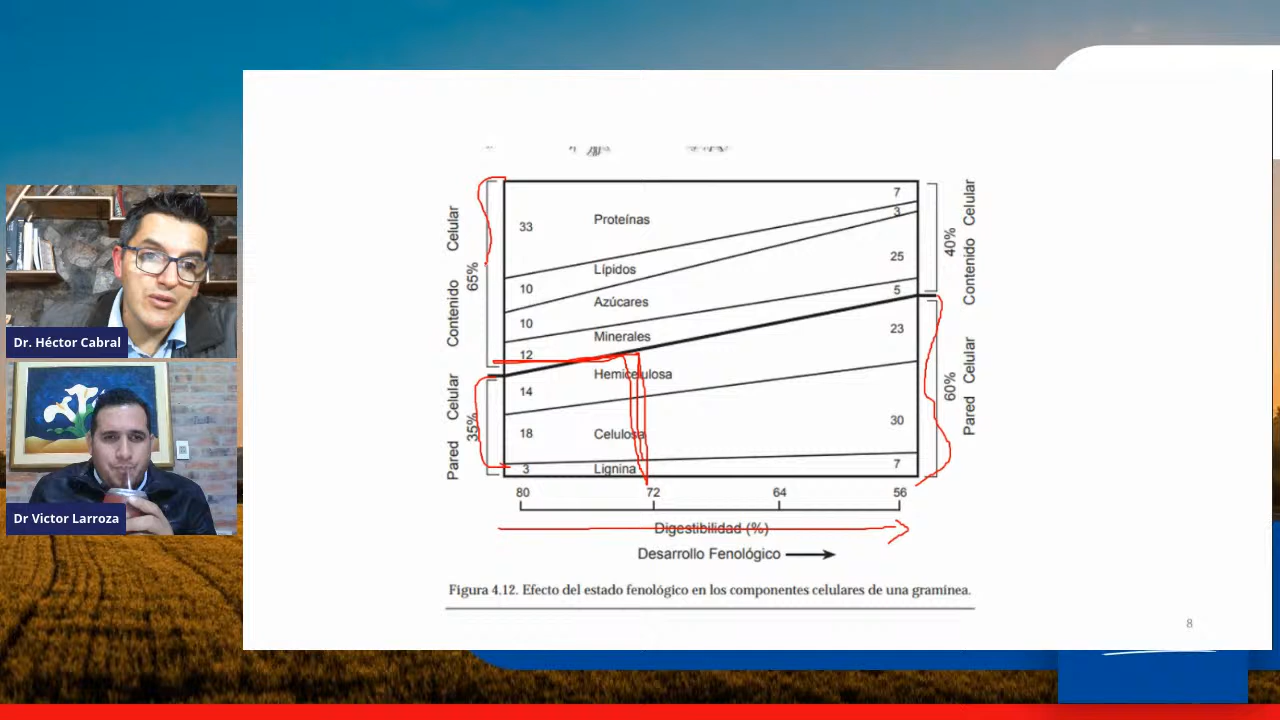 Dr. Héctor Cabral
Dr Victor Larroza
Contenido Celular
65%
Pared Celular
35%
33
Proteínas
7
Lípidos
3
10
Azúcares
25
10
Minerales
5
12
Hemicelulosa
23
14
Celulosa
30
18
Lignina
7
3
40%
Contenido Celular
60%
Pared Celular
80 72 64 56
Digestibilidad (%)
Desarrollo Fenológico
Figura 4.12. Efecto del estado fenológico en los componentes celulares de una gramínea.
8